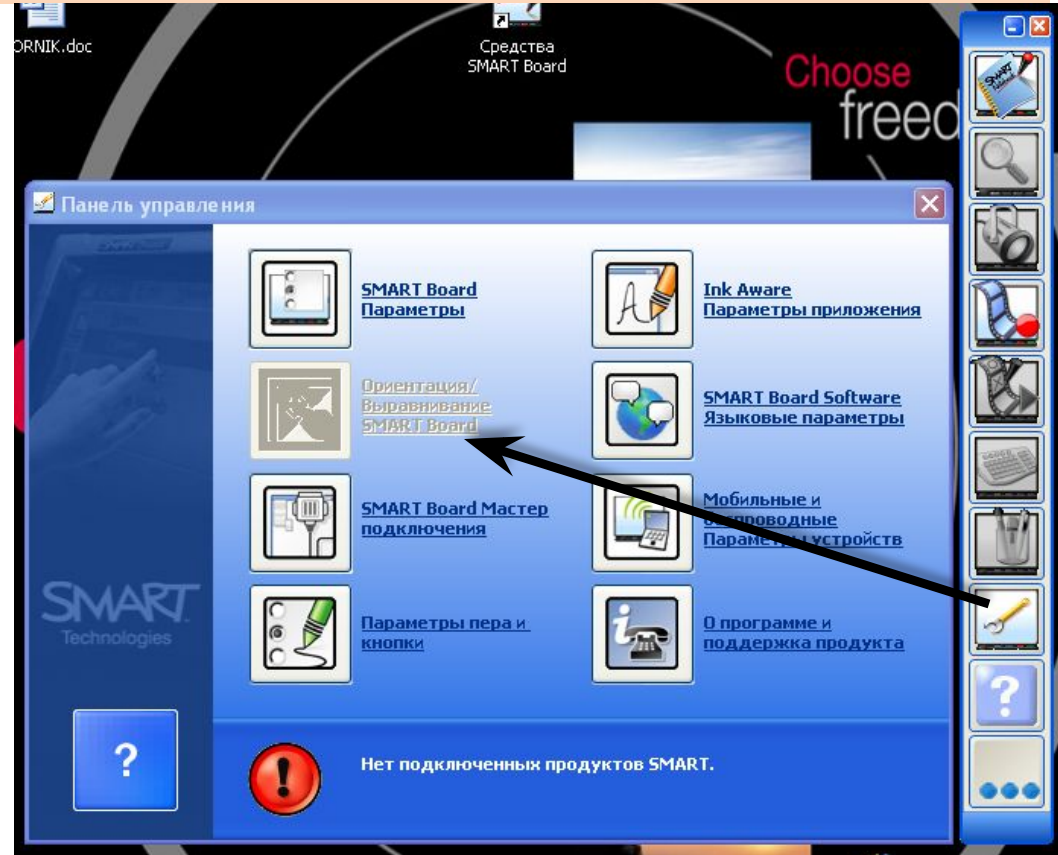 ORNIK.doc
Средства
SMART Board
Choose
freed
SMART
Notebook
Панель управления
SMART Board
Параметры
Ink Aware
Параметры приложения
Ориентация/
Выравнивание
SMART Board
SMART Board Software
Языковые параметры
SMART Board Мастер
подключения
Мобильные и
беспроводные
Параметры устройств
Параметры пера и
кнопки
О программе и
поддержка продукта
SMART
Technologies
?
?
Нет подключенных продуктов SMART.